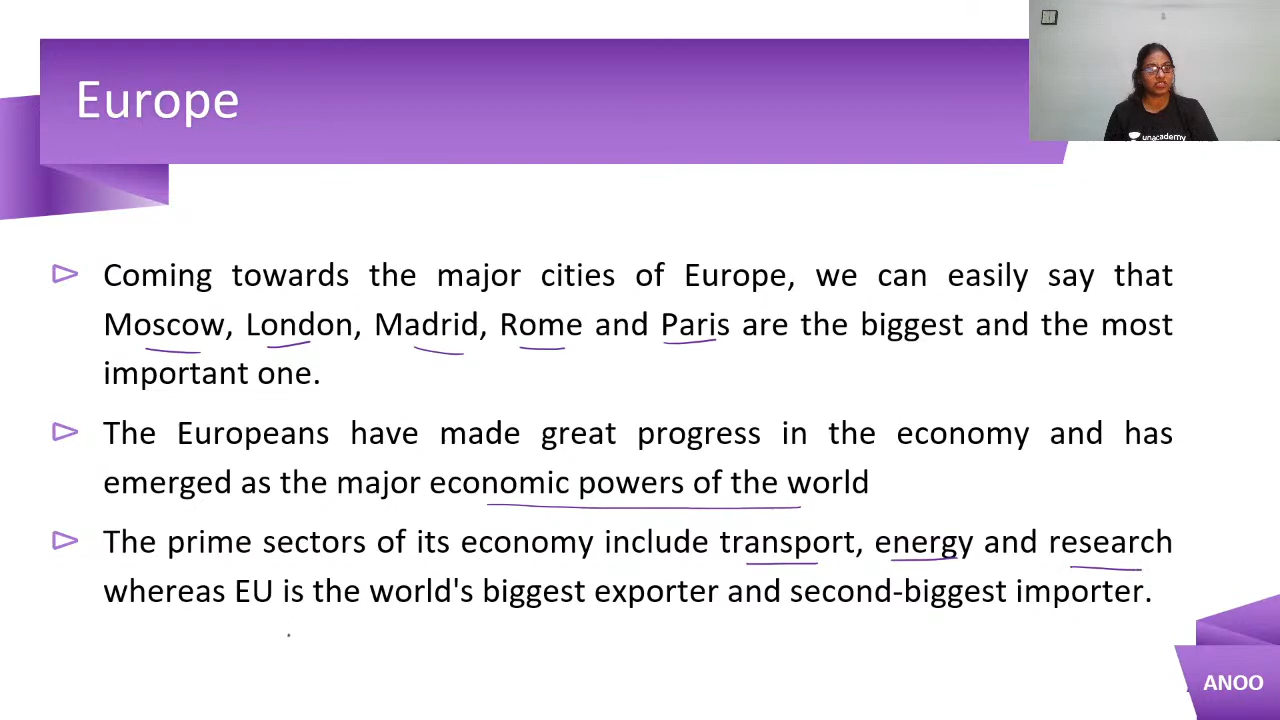 Europe
unacademy
Coming towards the major cities of Europe, we can easily say that
Moscow, London, Madrid, Rome and Paris are the biggest and the most
important one.
The Europeans have made great progress in the economy and has
emerged as the major economic powers of the world
The prime sectors of its economy include transport, energy and research
whereas EU is the world's biggest exporter and second-biggest importer.
ANOO